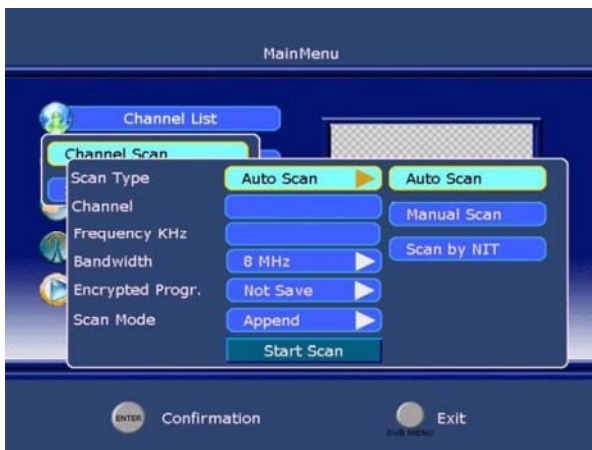 MainMenu
Channel List
Channel Scan
Scan Type Auto Scan Auto Scan
Channel Manual Scan
Frequency KHz
Bandwidth 8 MHz Scan by NIT
Encrypted Progr. Not Save
Scan Mode Append
Start Scan
ENTER Confirmation Exit
DVB MENU